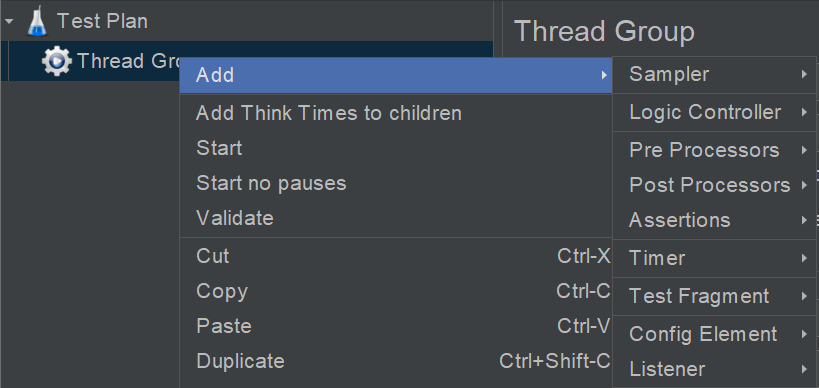 Test Plan
Thread Group
Thread Gro
Add
Add Think Times to children
Start
Start no pauses
Validate
Cut Ctrl-X
Copy Ctrl-C
Paste Ctrl-V
Duplicate Ctrl+Shift-C
Sampler
Logic Controller
Pre Processors
Post Processors
Assertions
Timer
Test Fragment
Config Element
Listener